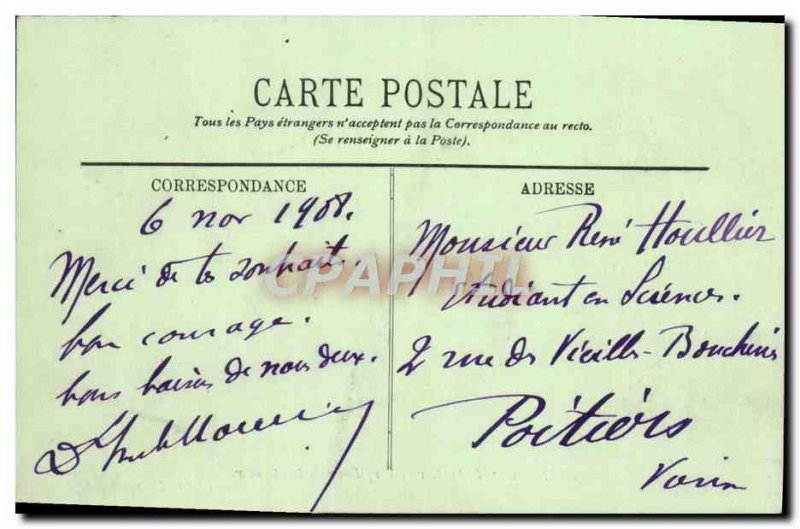 CARTE POSTALE
Tous les Pays étrangers n'acceptent pas la Correspondance au recto.
(Se renseigner à la Poste).
CORRESPONDANCE
6 nov 1908.
Merci de tes souhaits.
bon courage.
bons baisers de nous deux.
ADRESSE
Monsieur René Houllier
étudiant en Sciences.
2 rue des Vieilles-Boucheries
Poitiers
CPAPHIL